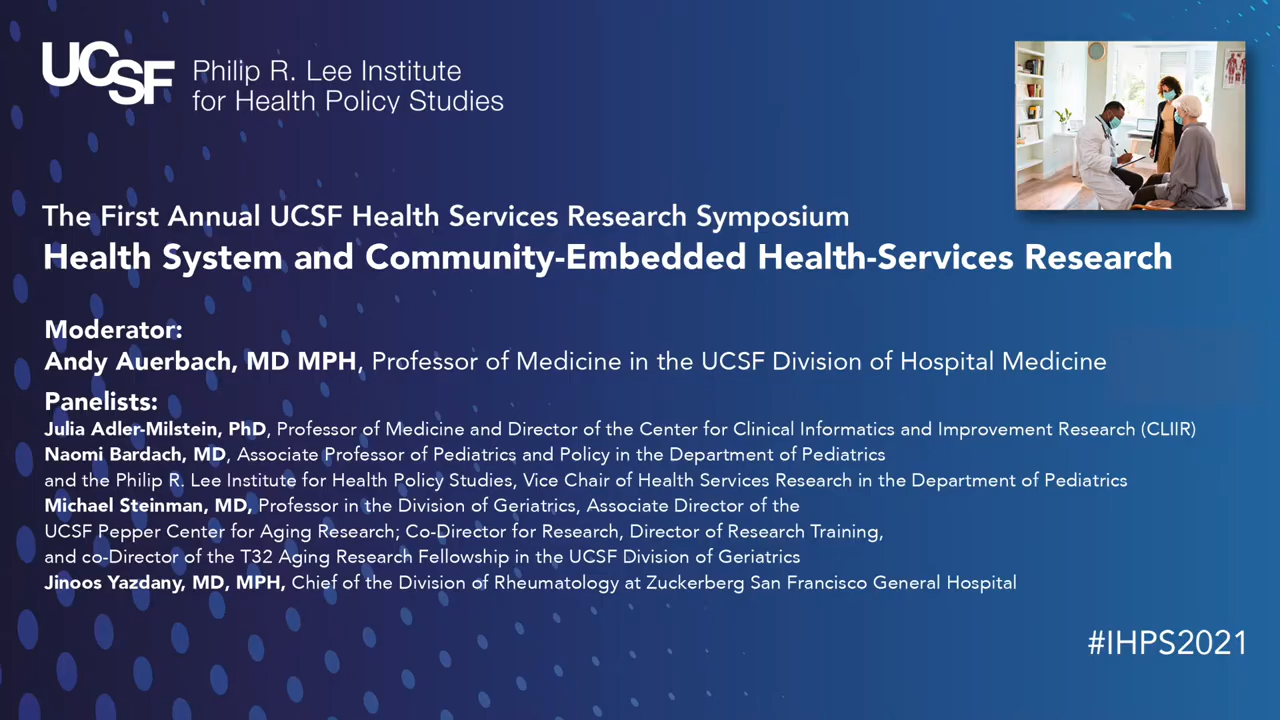 UCSF
Philip R. Lee Institute
for Health Policy Studies
The First Annual UCSF Health Services Research Symposium
Health System and Community-Embedded Health-Services Research
Moderator:
Andy Auerbach, MD MPH, Professor of Medicine in the UCSF Division of Hospital Medicine
Panelists:
Julia Adler-Milstein, PhD, Professor of Medicine and Director of the Center for Clinical Informatics and Improvement Research (CLIIR)
Naomi Bardach, MD, Associate Professor of Pediatrics and Policy in the Department of Pediatrics
and the Philip R. Lee Institute for Health Policy Studies, Vice Chair of Health Services Research in the Department of Pediatrics
Michael Steinman, MD, Professor in the Division of Geriatrics, Associate Director of the
UCSF Pepper Center for Aging Research; Co-Director for Research, Director of Research Training,
and co-Director of the T32 Aging Research Fellowship in the UCSF Division of Geriatrics
Jinoos Yazdany, MD, MPH, Chief of the Division of Rheumatology at Zuckerberg San Francisco General Hospital
#IHPS2021